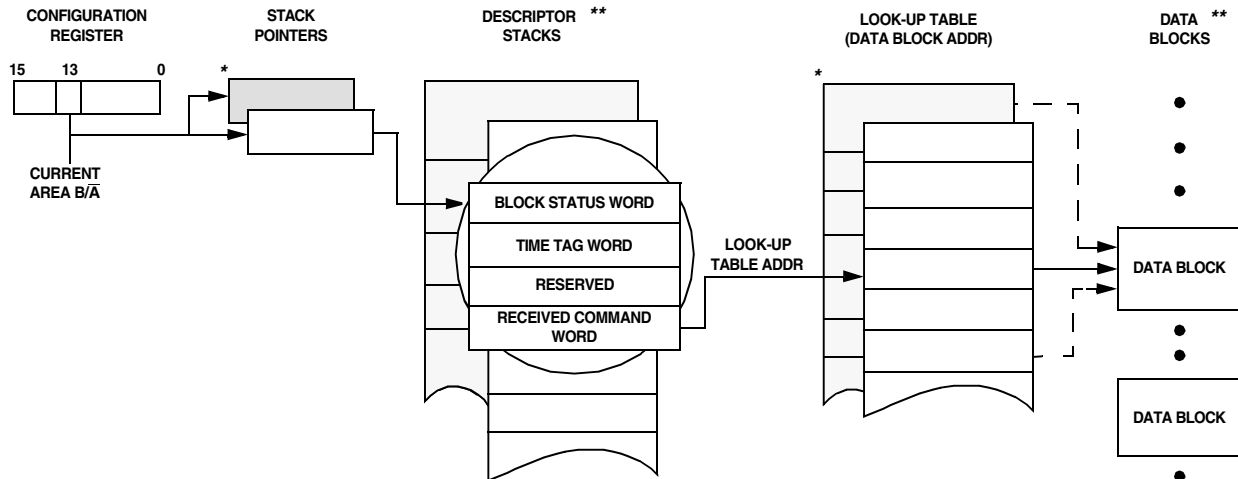 CONFIGURATION
REGISTER
STACK
POINTERS
DESCRIPTOR **
STACKS
LOOK-UP TABLE **
(DATA BLOCK ADDR)
DATA **
BLOCKS
15 13 0
*
*
CURRENT
AREA B/A̅
BLOCK STATUS WORD
TIME TAG WORD
RESERVED
RECEIVED COMMAND
WORD
LOOK-UP
TABLE ADDR
DATA BLOCK
DATA BLOCK